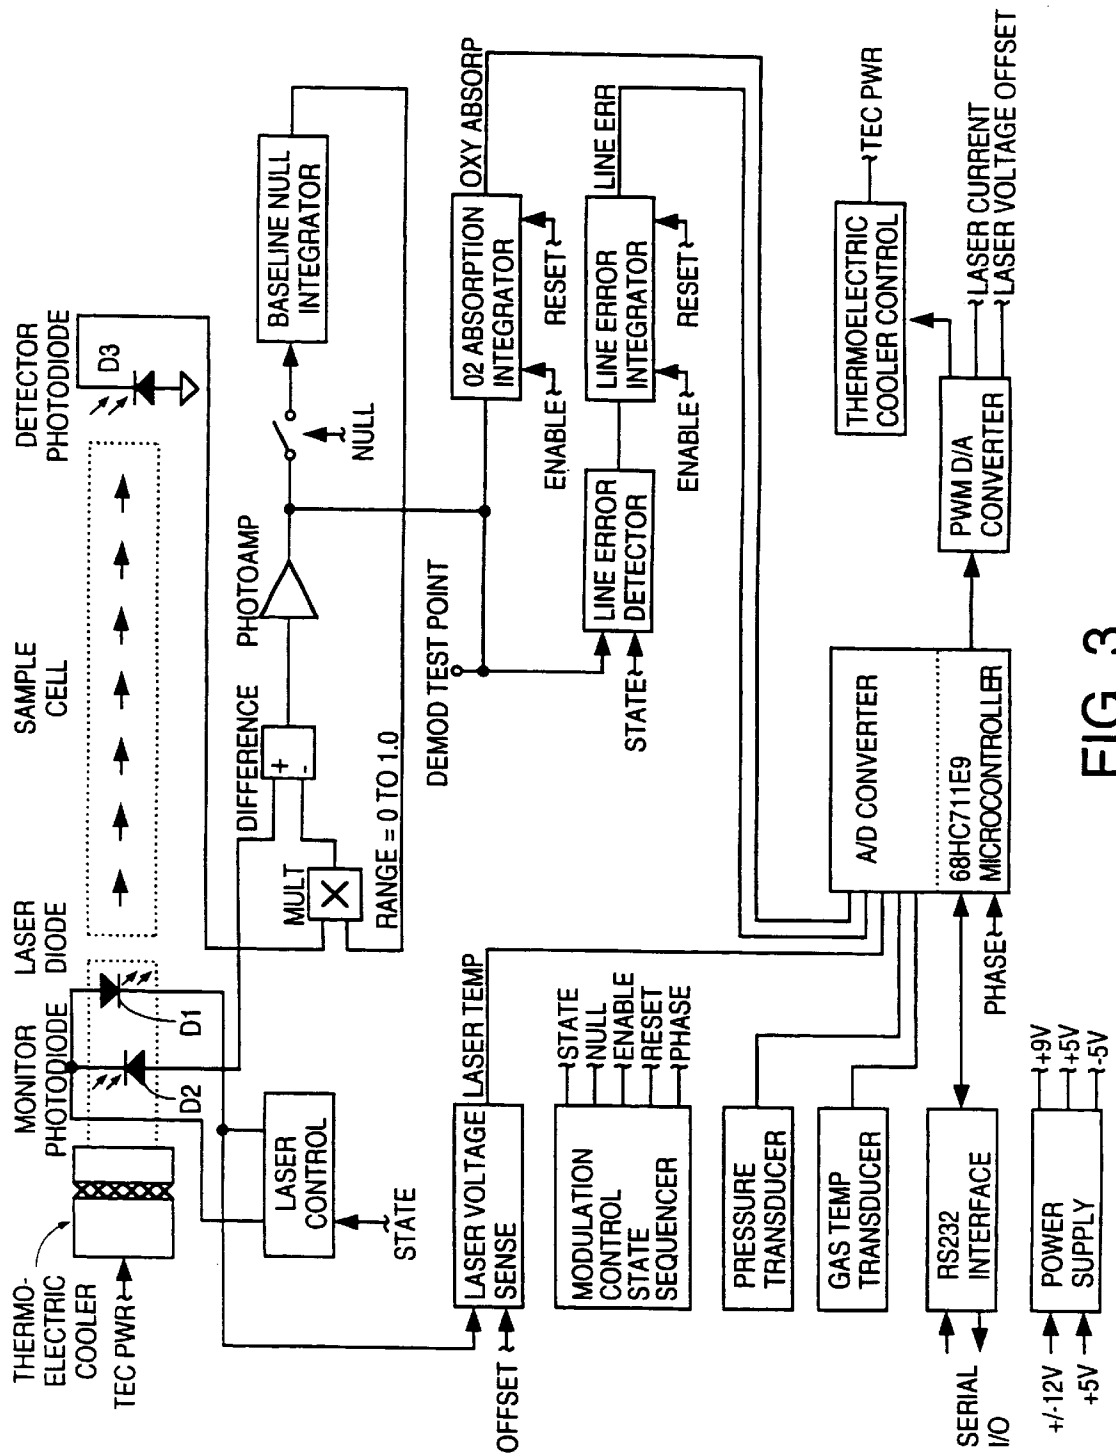 THERMO-
ELECTRIC
COOLER
TEC PWR
MONITOR
PHOTODIODE
LASER
DIODE
SAMPLE
CELL
DETECTOR
PHOTODIODE
D1
D2
D3
LASER
CONTROL
STATE
MULT
DIFFERENCE
+
-
RANGE = 0 TO 1.0
PHOTOAMP
NULL
BASELINE NULL
INTEGRATOR
OFFSET
LASER VOLTAGE
SENSE
LASER TEMP
DEMOD TEST POINT
02 ABSORPTION
INTEGRATOR
OXY ABSORP
ENABLE
RESET
STATE
LINE ERROR
DETECTOR
LINE ERROR
INTEGRATOR
LINE ERR
ENABLE
RESET
MODULATION
CONTROL
STATE
SEQUENCER
STATE
NULL
ENABLE
RESET
PHASE
PRESSURE
TRANSDUCER
GAS TEMP
TRANSDUCER
A/D CONVERTER
68HC711E9
MICROCONTROLLER
PHASE
THERMOELECTRIC
COOLER CONTROL
TEC PWR
PWM D/A
CONVERTER
LASER CURRENT
LASER VOLTAGE OFFSET
SERIAL
I/O
RS232
INTERFACE
+/-12V
+5V
POWER
SUPPLY
+9V
+5V
-5V
FIG. 3